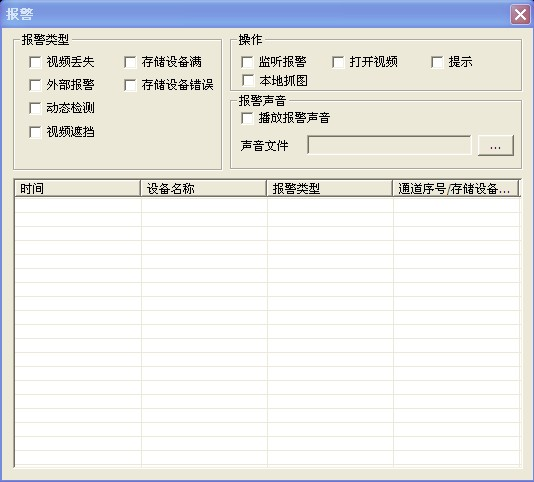 报警
报警类型
视频丢失 存储设备满
外部报警 存储设备错误
动态检测
视频遮挡
操作
监听报警 打开视频 提示
本地抓图
报警声音
播放报警声音
声音文件 ...
时间 设备名称 报警类型 通道序号/存储设备...